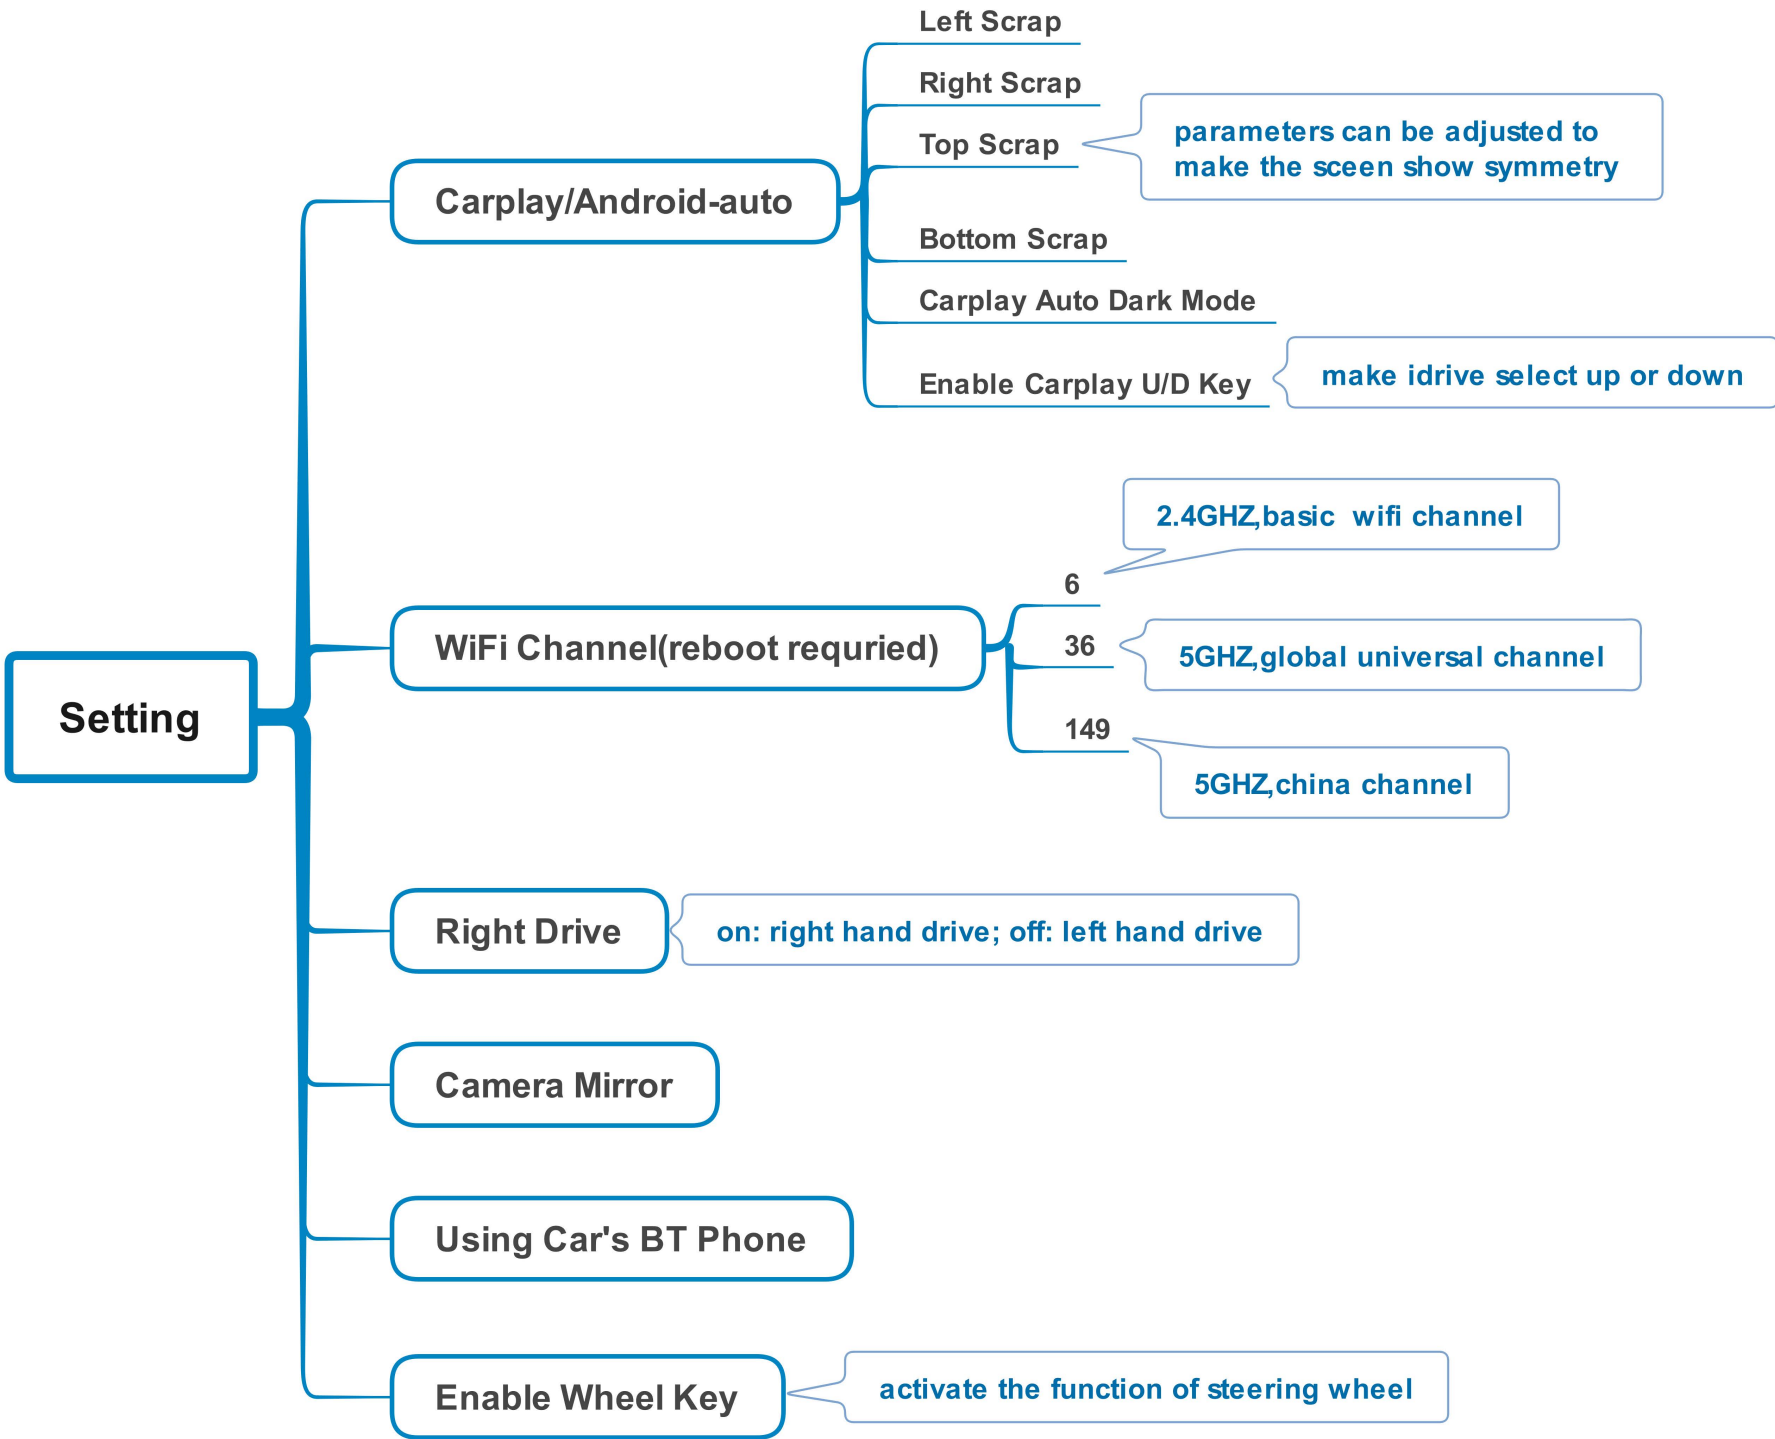 Left Scrap
Right Scrap
Top Scrap
parameters can be adjusted to
make the sceen show symmetry
Carplay/Android-auto
Bottom Scrap
Carplay Auto Dark Mode
Enable Carplay U/D Key
make idrive select up or down
2.4GHZ,basic  wifi channel
6
WiFi Channel(reboot requried)
36
5GHZ,global universal channel
149
5GHZ,china channel
Setting
Right Drive
on: right hand drive; off: left hand drive
Camera Mirror
Using Car's BT Phone
Enable Wheel Key
activate the function of steering wheel